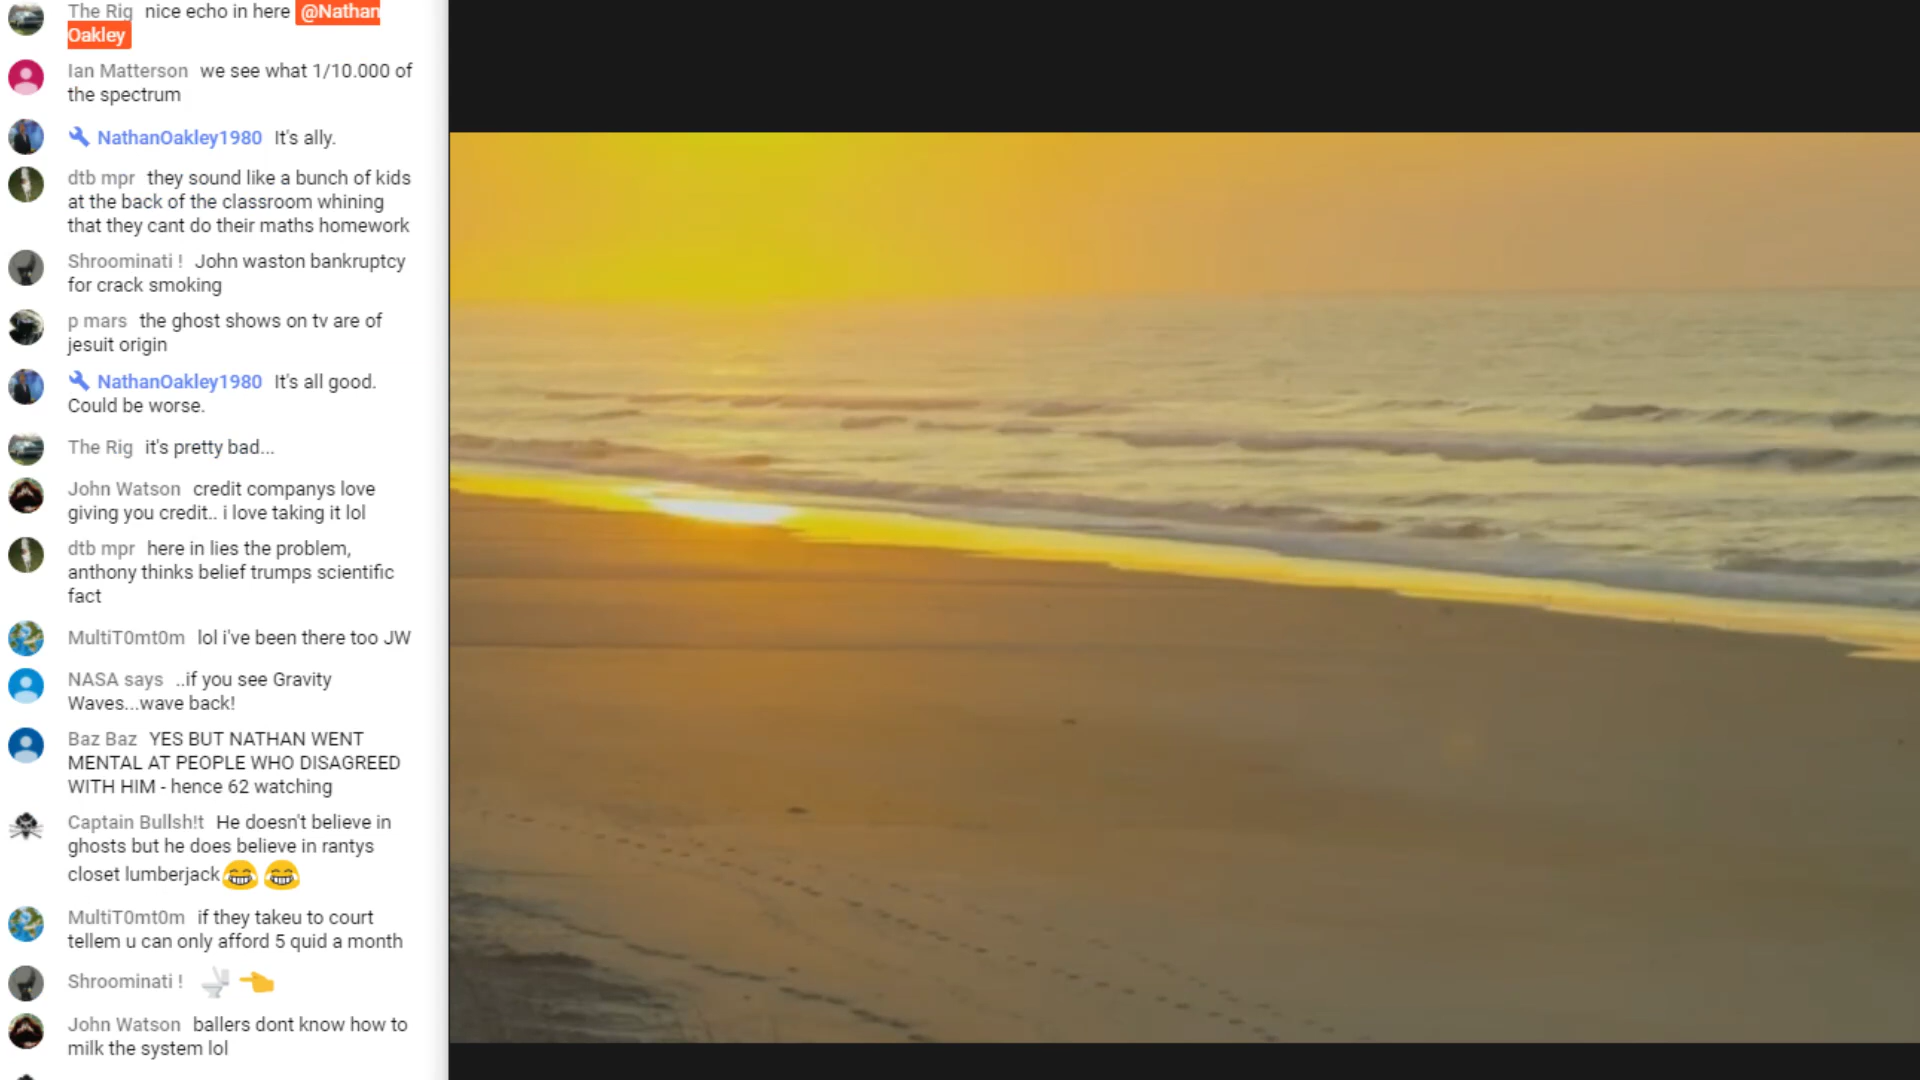 The Rig nice echo in here @Nathan
Oakley
Ian Matterson we see what 1/10.000 of
the spectrum
NathanOakley1980 It's ally.
dtb mpr they sound like a bunch of kids
at the back of the classroom whining
that they cant do their maths homework
Shroominati ! John waston bankruptcy
for crack smoking
p mars the ghost shows on tv are of
jesuit origin
NathanOakley1980 It's all good.
Could be worse.
The Rig it's pretty bad...
John Watson credit companys love
giving you credit.. i love taking it lol
dtb mpr here in lies the problem,
anthony thinks belief trumps scientific
fact
MultiT0mt0m lol i've been there too JW
NASA says ..if you see Gravity
Waves...wave back!
Baz Baz YES BUT NATHAN WENT
MENTAL AT PEOPLE WHO DISAGREED
WITH HIM - hence 62 watching
Captain Bullsh!t He doesn't believe in
ghosts but he does believe in rantys
closet lumberjack😂 😂
MultiT0mt0m if they takeu to court
tellem u can only afford 5 quid a month
Shroominati ! 🚽 👈
John Watson ballers dont know how to
milk the system lol